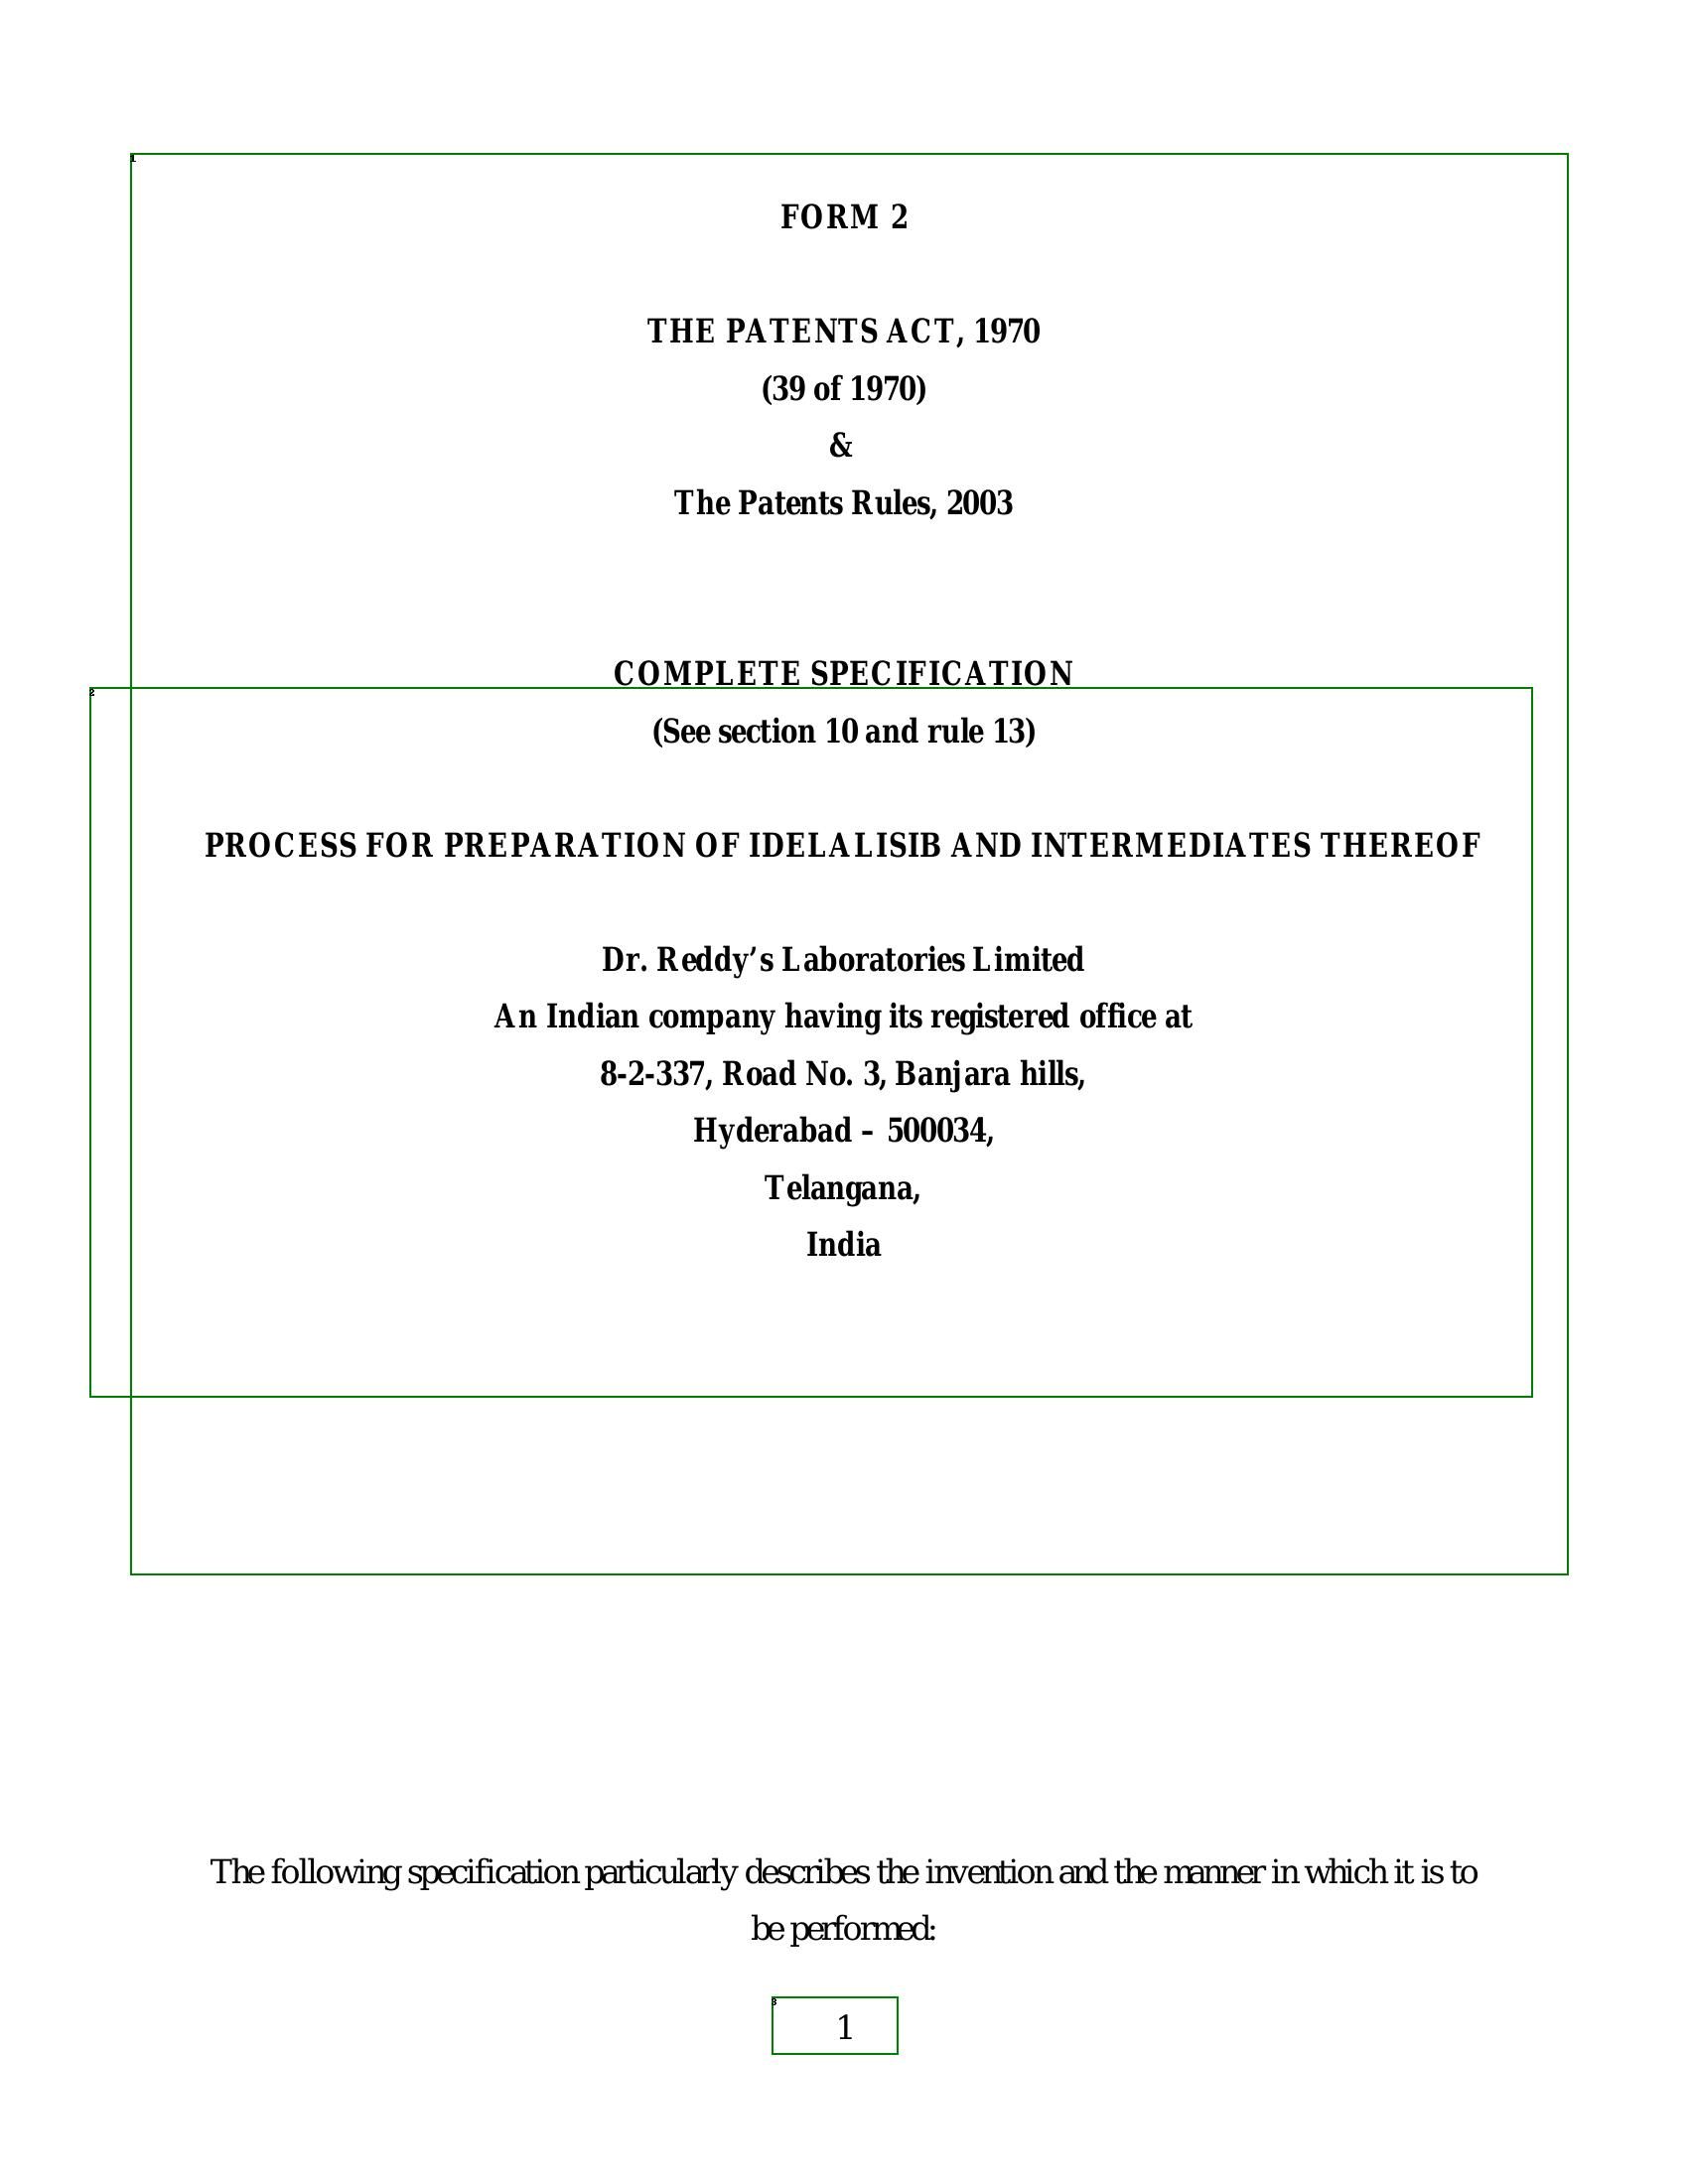 FORM 2
THE PATENTS ACT, 1970
(39 of 1970)
&
The Patents Rules, 2003
COMPLETE SPECIFICATION
(See section 10 and rule 13)
PROCESS FOR PREPARATION OF IDELALISIB AND INTERMEDIATES THEREOF
Dr. Reddy’s Laboratories Limited
An Indian company having its registered office at
8-2-337, Road No. 3, Banjara hills,
Hyderabad – 500034,
Telangana,
India
The following specification particularly describes the invention and the manner in which it is to
be performed:
1